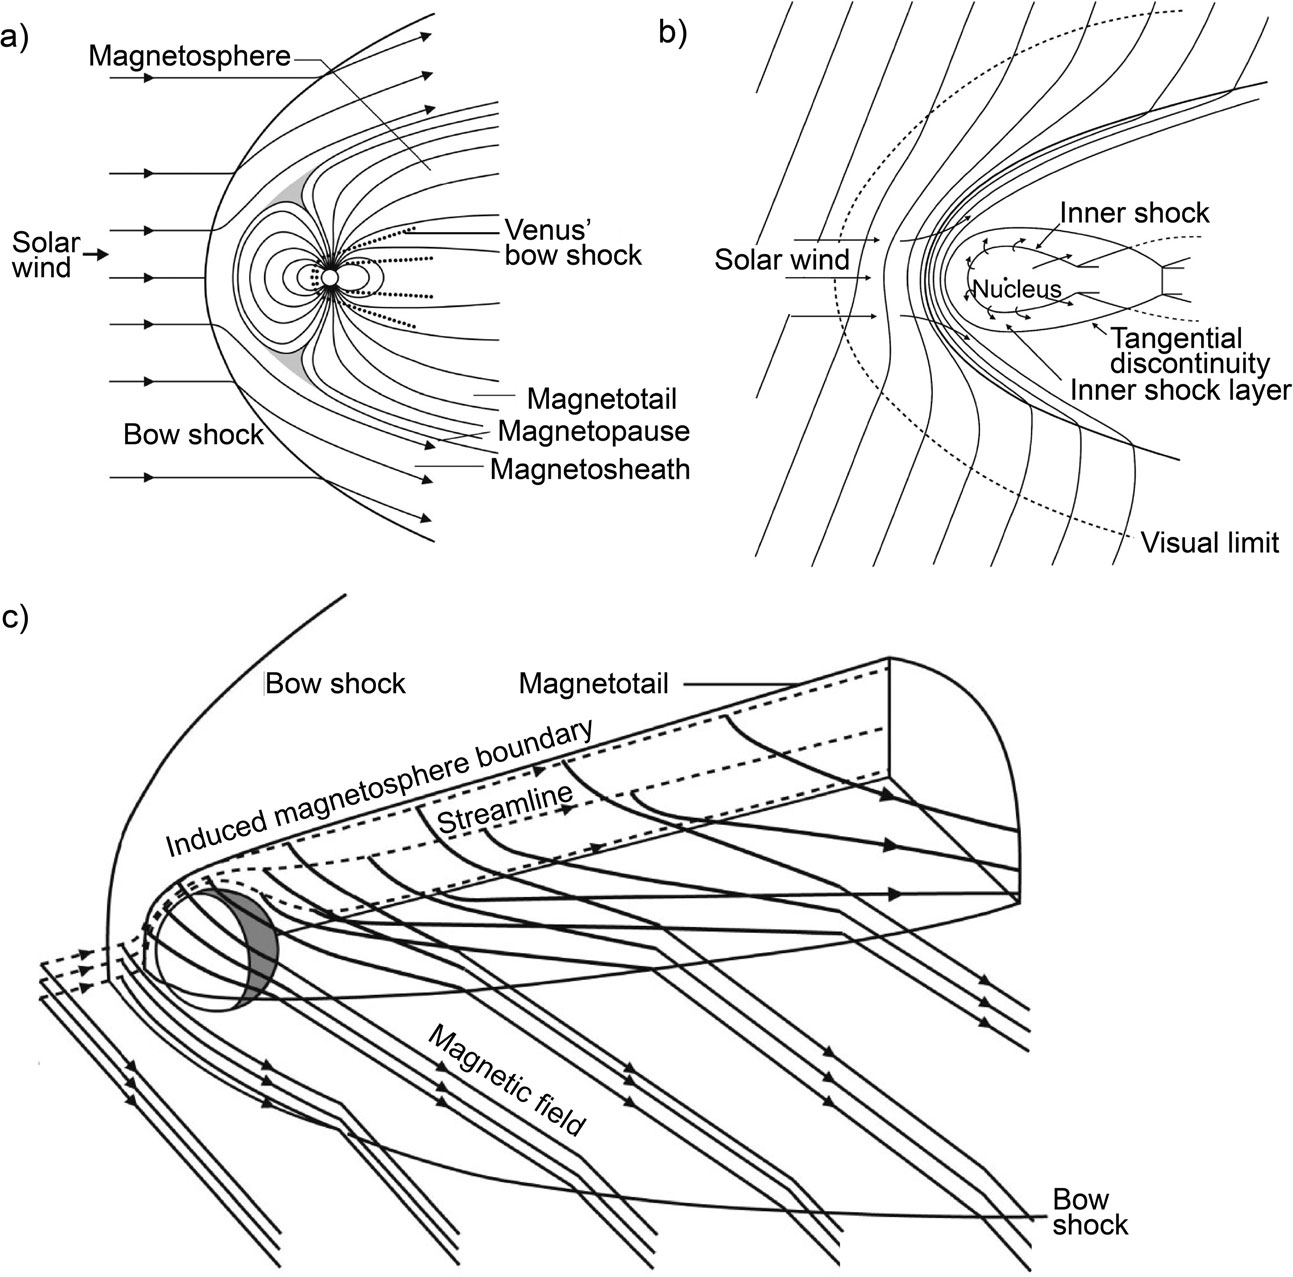 a)
Magnetosphere
Solar
wind
Venus’
bow shock
Magnetotail
Bow shock
Magnetopause
Magnetosheath
b)
Inner shock
Solar wind
Nucleus
Tangential
discontinuity
Inner shock layer
Visual limit
c)
Bow shock
Magnetotail
Induced magnetosphere boundary
Streamline
Magnetic field
Bow
shock